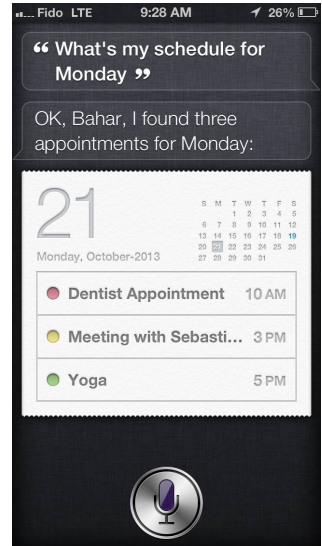 Fido LTE 9:28 AM 26%
“ What's my schedule for
Monday ”
OK, Bahar, I found three
appointments for Monday:
21
Monday, October-2013
S M T W T F S
1 2 3 4 5
6 7 8 9 10 11 12
13 14 15 16 17 18 19
20 21 22 23 24 25 26
27 28 29 30 31
Dentist Appointment 10 AM
Meeting with Sebasti... 3 PM
Yoga 5 PM